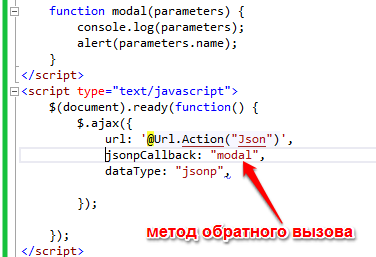 function modal(parameters) {
console.log(parameters);
alert(parameters.name);
}
</script>
<script type="text/javascript">
$(document).ready(function() {
$.ajax({
url: '@Url.Action("Json")',
jsonpCallback: "modal",
dataType: "jsonp",
});
метод обратного вызова
});
</script>